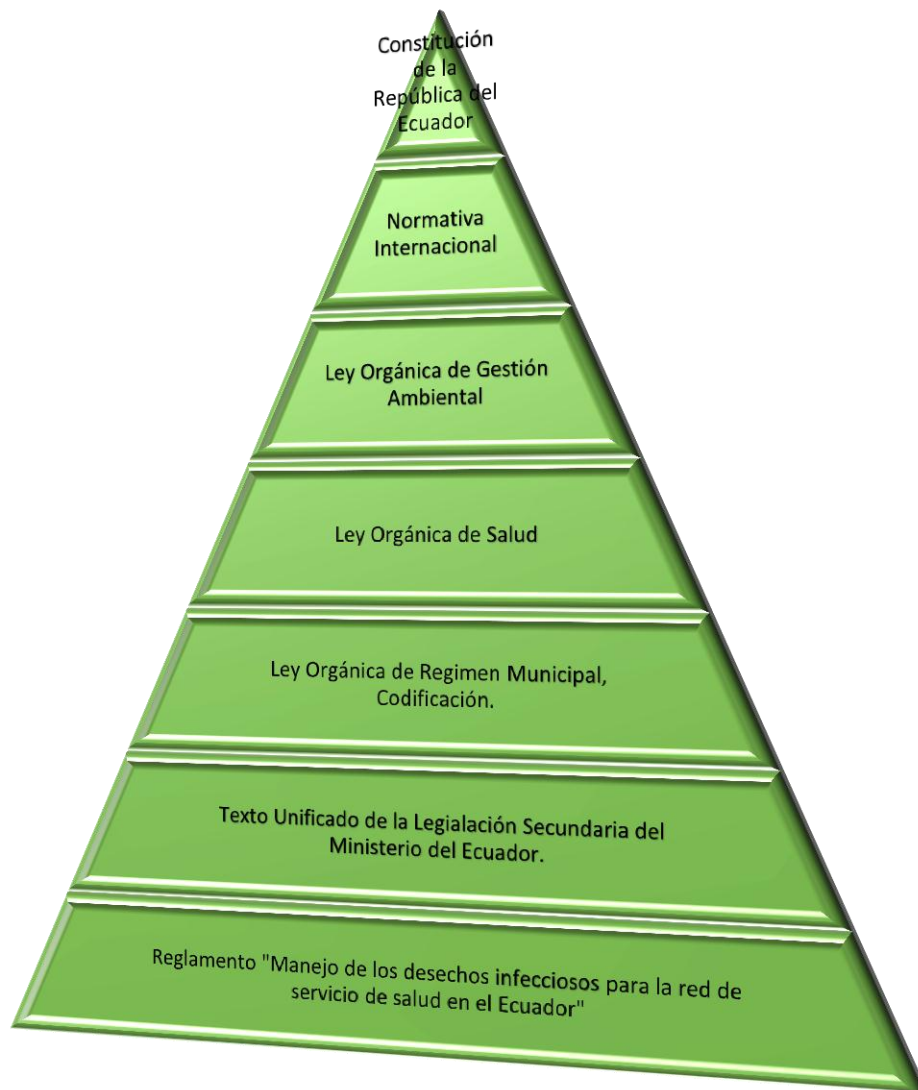 Constitución
de la
República del
Ecuador
Normativa
Internacional
Ley Orgánica de Gestión
Ambiental
Ley Orgánica de Salud
Ley Orgánica de Regimen Municipal,
Codificación.
Texto Unificado de la Legialación Secundaria del
Ministerio del Ecuador.
Reglamento "Manejo de los desechos infecciosos para la red de
servicio de salud en el Ecuador"